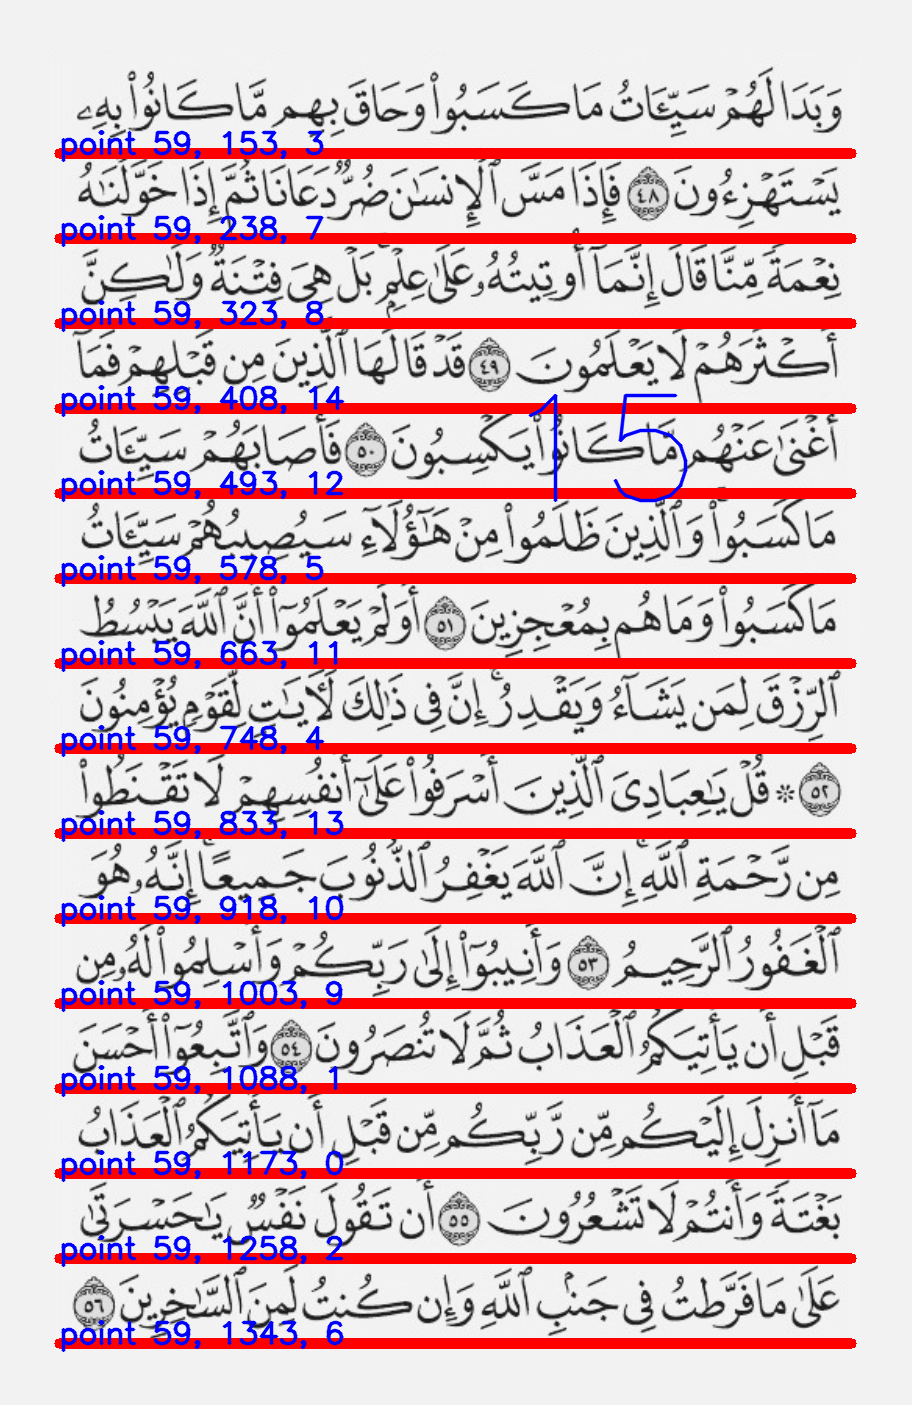 وَبَدَا لَهُمْ سَيِّـَٔاتُ مَا كَسَبُوا۟ وَحَاقَ بِهِم مَّا كَانُوا۟ بِهِۦ
point 59, 153, 3
يَسْتَهْزِءُونَ ٤٨ فَإِذَا مَسَّ ٱلْإِنسَٰنَ ضُرٌّ دَعَانَا ثُمَّ إِذَا خَوَّلْنَٰهُ
point 59, 238, 7
نِعْمَةً مِّنَّا قَالَ إِنَّمَآ أُوتِيتُهُۥ عَلَىٰ عِلْمٍۭ بَلْ هِىَ فِتْنَةٌ وَلَٰكِنَّ
point 59, 323, 8
أَكْثَرَهُمْ لَا يَعْلَمُونَ ٤٩ قَدْ قَالَهَا ٱلَّذِينَ مِن قَبْلِهِمْ فَمَآ
point 59, 408, 14
15
أَغْنَىٰ عَنْهُم مَّا كَانُوا۟ يَكْسِبُونَ ٥٠ فَأَصَابَهُمْ سَيِّـَٔاتُ
point 59, 493, 12
مَا كَسَبُوا۟ وَٱلَّذِينَ ظَلَمُوا۟ مِنْ هَٰٓؤُلَآءِ سَيُصِيبُهُمْ سَيِّـَٔاتُ
point 59, 578, 5
مَا كَسَبُوا۟ وَمَا هُم بِمُعْجِزِينَ ٥١ أَوَلَمْ يَعْلَمُوٓا۟ أَنَّ ٱللَّهَ يَبْسُطُ
point 59, 663, 11
ٱلرِّزْقَ لِمَن يَشَآءُ وَيَقْدِرُ ۚ إِنَّ فِى ذَٰلِكَ لَـَٔايَٰتٍ لِّقَوْمٍ يُؤْمِنُونَ
point 59, 748, 4
٥٢ ۞ قُلْ يَٰعِبَادِىَ ٱلَّذِينَ أَسْرَفُوا۟ عَلَىٰٓ أَنفُسِهِمْ لَا تَقْنَطُوا۟
point 59, 833, 13
مِن رَّحْمَةِ ٱللَّهِ ۚ إِنَّ ٱللَّهَ يَغْفِرُ ٱلذُّنُوبَ جَمِيعًا ۚ إِنَّهُۥ هُوَ
point 59, 918, 10
ٱلْغَفُورُ ٱلرَّحِيمُ ٥٣ وَأَنِيبُوٓا۟ إِلَىٰ رَبِّكُمْ وَأَسْلِمُوا۟ لَهُۥ مِن
point 59, 1003, 9
قَبْلِ أَن يَأْتِيَكُمُ ٱلْعَذَابُ ثُمَّ لَا تُنصَرُونَ ٥٤ وَٱتَّبِعُوٓا۟ أَحْسَنَ
point 59, 1088, 1
مَآ أُنزِلَ إِلَيْكُم مِّن رَّبِّكُم مِّن قَبْلِ أَن يَأْتِيَكُمُ ٱلْعَذَابُ
point 59, 1173, 0
بَغْتَةً وَأَنتُمْ لَا تَشْعُرُونَ ٥٥ أَن تَقُولَ نَفْسٌ يَٰحَسْرَتَىٰ
point 59, 1258, 2
عَلَىٰ مَا فَرَّطتُ فِى جَنۢبِ ٱللَّهِ وَإِن كُنتُ لَمِنَ ٱلسَّٰخِرِينَ ٥٦
point 59, 1343, 6